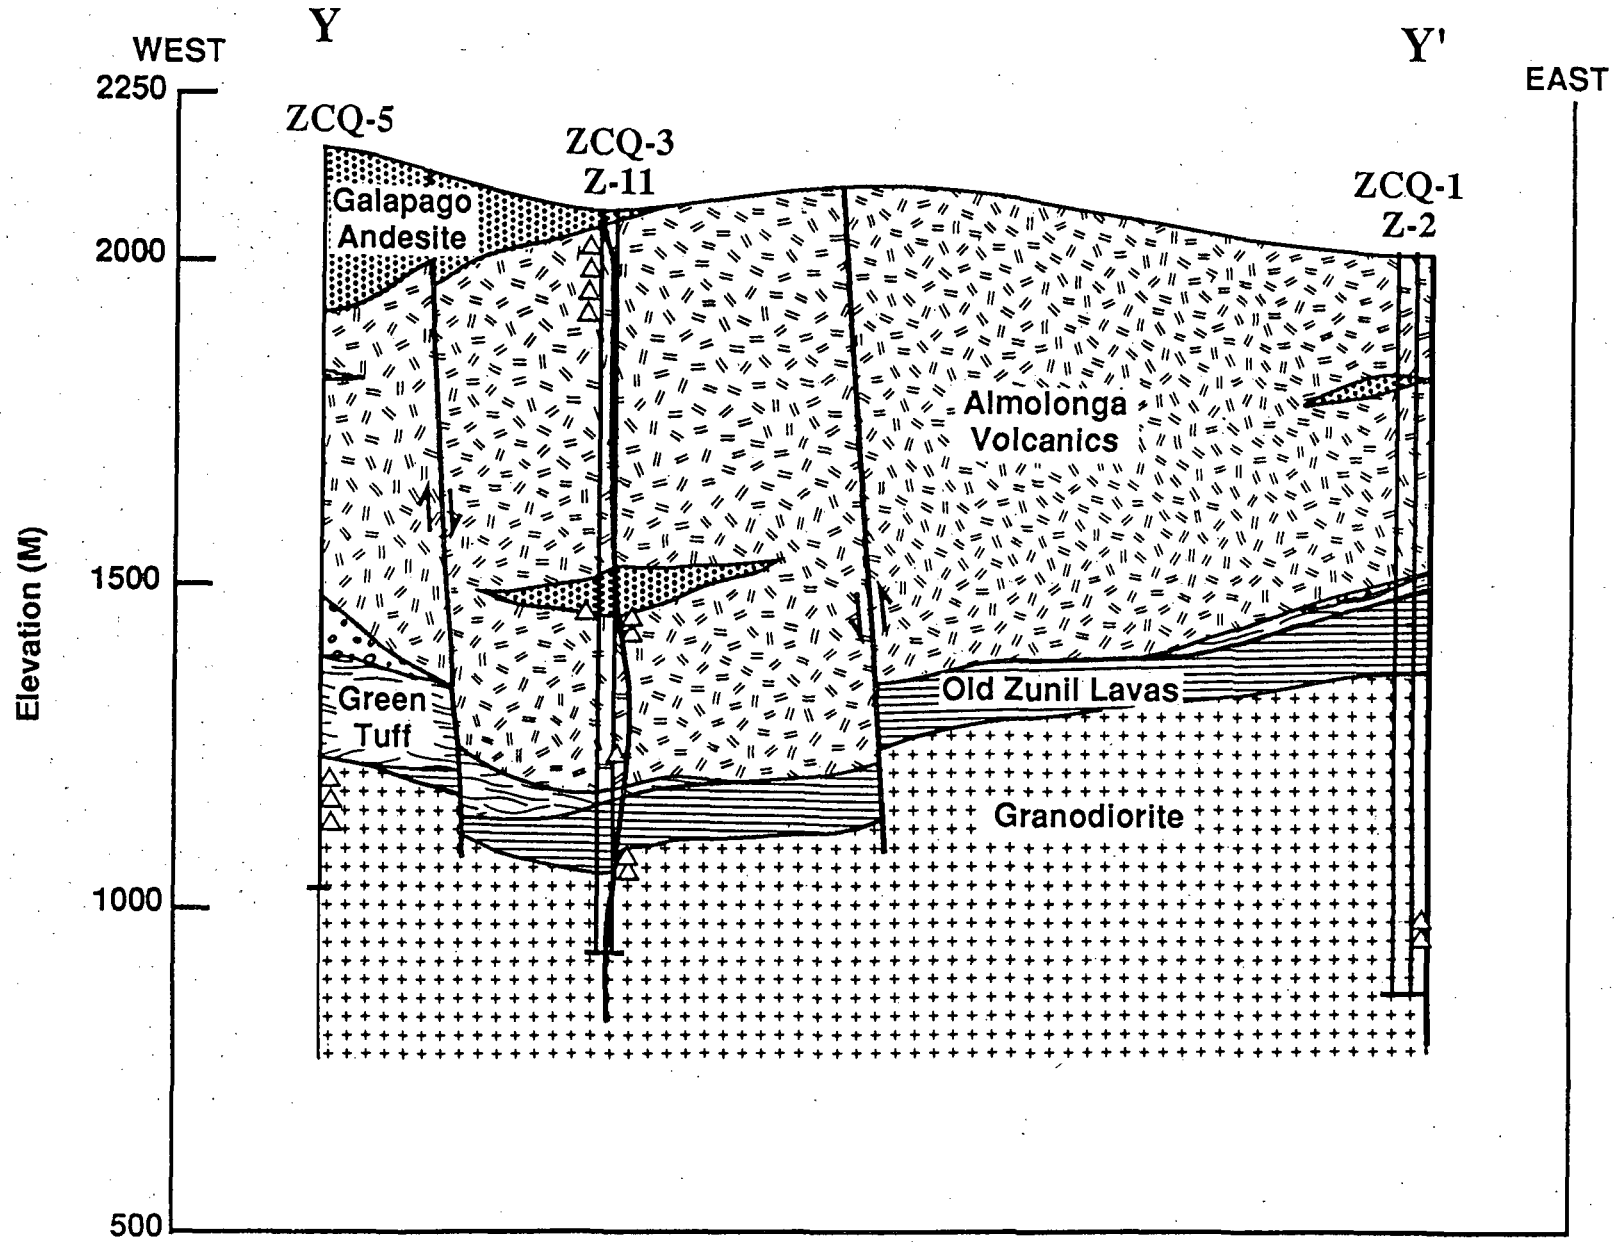 Y
Y'
WEST
EAST
2250
ZCQ-5
ZCQ-3
Z-11
ZCQ-1
Z-2
Galapago
Andesite
2000
Almolonga
Volcanics
Elevation (M)
1500
Green
Tuff
Old Zunil Lavas
Granodiorite
1000
500